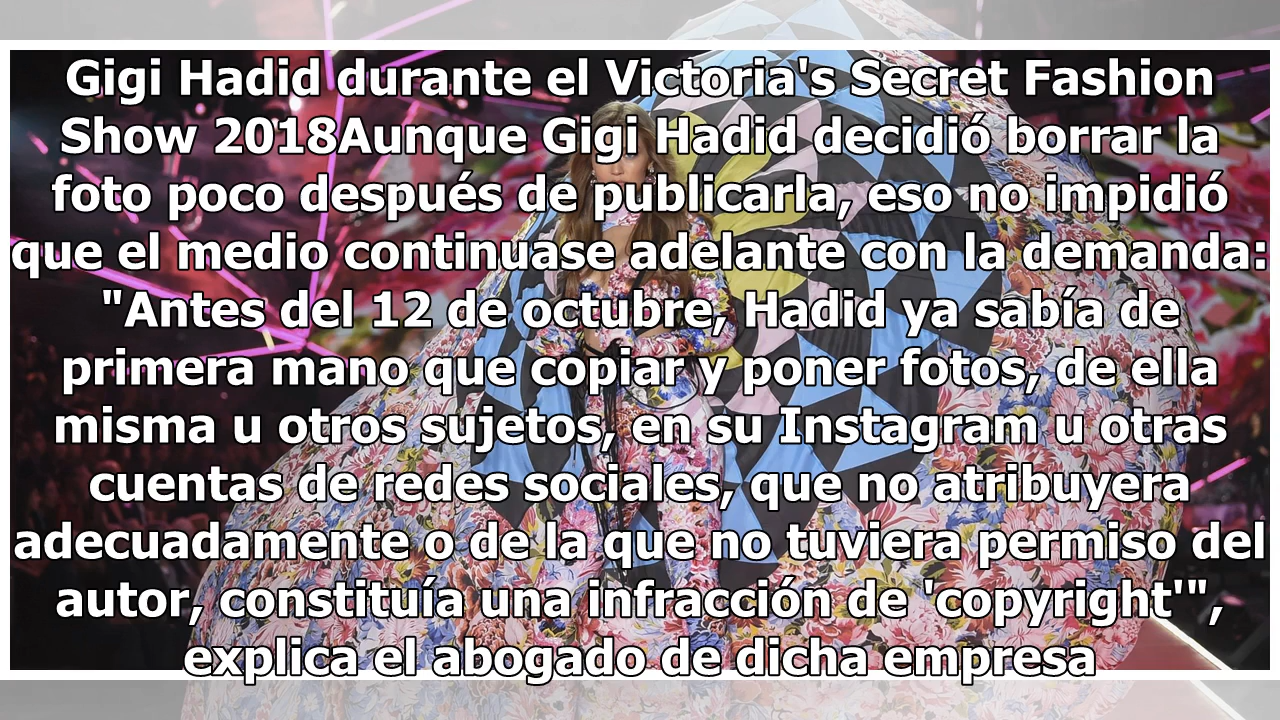 Gigi Hadid durante el Victoria's Secret Fashion
Show 2018Aunque Gigi Hadid decidió borrar la
foto poco después de publicarla, eso no impidió
que el medio continuase adelante con la demanda:
"Antes del 12 de octubre, Hadid ya sabía de
primera mano que copiar y poner fotos, de ella
misma u otros sujetos, en su Instagram u otras
cuentas de redes sociales, que no atribuyera
adecuadamente o de la que no tuviera permiso del
autor, constituía una infracción de 'copyright'",
explica el abogado de dicha empresa